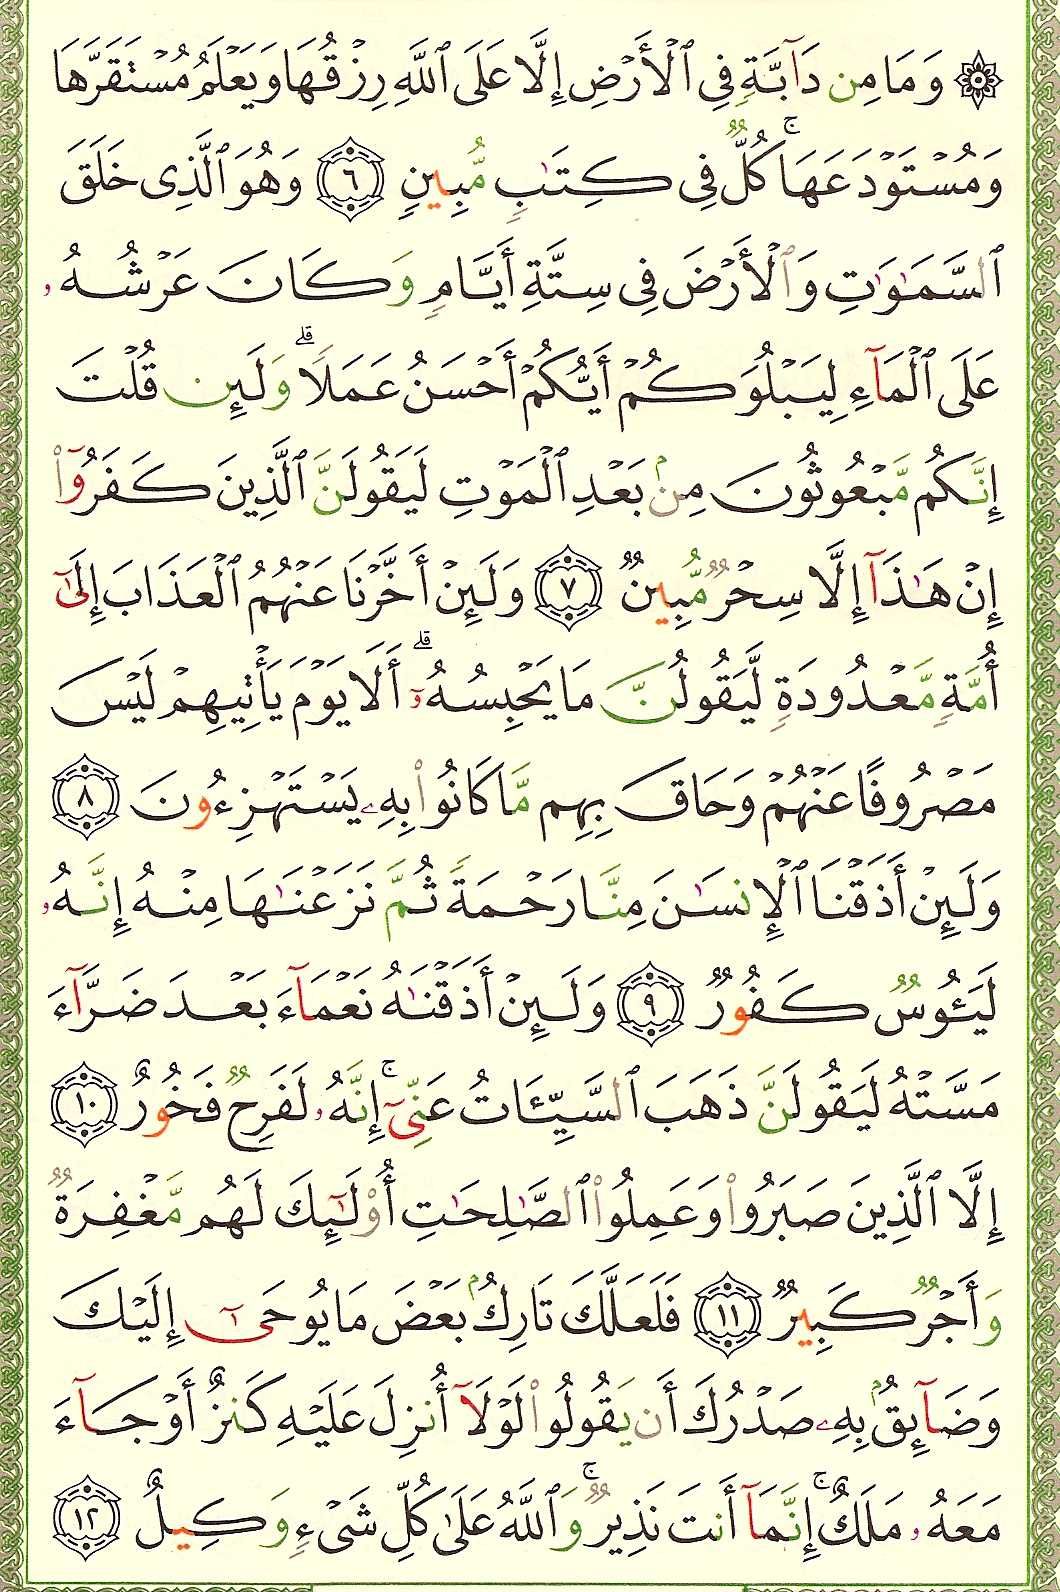 ۞ وَمَا مِن دَآبَّةٍ فِى ٱلْأَرْضِ إِلَّا عَلَى ٱللَّهِ رِزْقُهَا وَيَعْلَمُ مُسْتَقَرَّهَا
وَمُسْتَوْدَعَهَا ۚ كُلٌّ فِى كِتَٰبٍ مُّبِينٍ ٦ وَهُوَ ٱلَّذِى خَلَقَ
ٱلسَّمَٰوَٰتِ وَٱلْأَرْضَ فِى سِتَّةِ أَيَّامٍ وَكَانَ عَرْشُهُۥ
عَلَى ٱلْمَآءِ لِيَبْلُوَكُمْ أَيُّكُمْ أَحْسَنُ عَمَلًا ۗ وَلَئِن قُلْتَ
إِنَّكُم مَّبْعُوثُونَ مِنۢ بَعْدِ ٱلْمَوْتِ لَيَقُولَنَّ ٱلَّذِينَ كَفَرُوٓا۟
إِنْ هَٰذَآ إِلَّا سِحْرٌ مُّبِينٌ ٧ وَلَئِنْ أَخَّرْنَا عَنْهُمُ ٱلْعَذَابَ إِلَىٰٓ
أُمَّةٍ مَّعْدُودَةٍ لَّيَقُولُنَّ مَا يَحْبِسُهُۥٓ ۗ أَلَا يَوْمَ يَأْتِيهِمْ لَيْسَ
مَصْرُوفًا عَنْهُمْ وَحَاقَ بِهِم مَّا كَانُوا۟ بِهِۦ يَسْتَهْزِءُونَ ٨
وَلَئِنْ أَذَقْنَا ٱلْإِنسَٰنَ مِنَّا رَحْمَةً ثُمَّ نَزَعْنَٰهَا مِنْهُ إِنَّهُۥ
لَيَـُٔوسٌ كَفُورٌ ٩ وَلَئِنْ أَذَقْنَٰهُ نَعْمَآءَ بَعْدَ ضَرَّآءَ
مَسَّتْهُ لَيَقُولَنَّ ذَهَبَ ٱلسَّيِّـَٔاتُ عَنِّىٓ ۚ إِنَّهُۥ لَفَرِحٌ فَخُورٌ ١٠
إِلَّا ٱلَّذِينَ صَبَرُوا۟ وَعَمِلُوا۟ ٱلصَّٰلِحَٰتِ أُو۟لَٰٓئِكَ لَهُم مَّغْفِرَةٌ
وَأَجْرٌ كَبِيرٌ ١١ فَلَعَلَّكَ تَارِكٌۢ بَعْضَ مَا يُوحَىٰٓ إِلَيْكَ
وَضَآئِقٌۢ بِهِۦ صَدْرُكَ أَن يَقُولُوا۟ لَوْلَآ أُنزِلَ عَلَيْهِ كَنزٌ أَوْ جَآءَ
مَعَهُۥ مَلَكٌ ۚ إِنَّمَآ أَنتَ نَذِيرٌ ۚ وَٱللَّهُ عَلَىٰ كُلِّ شَىْءٍ وَكِيلٌ ١٢